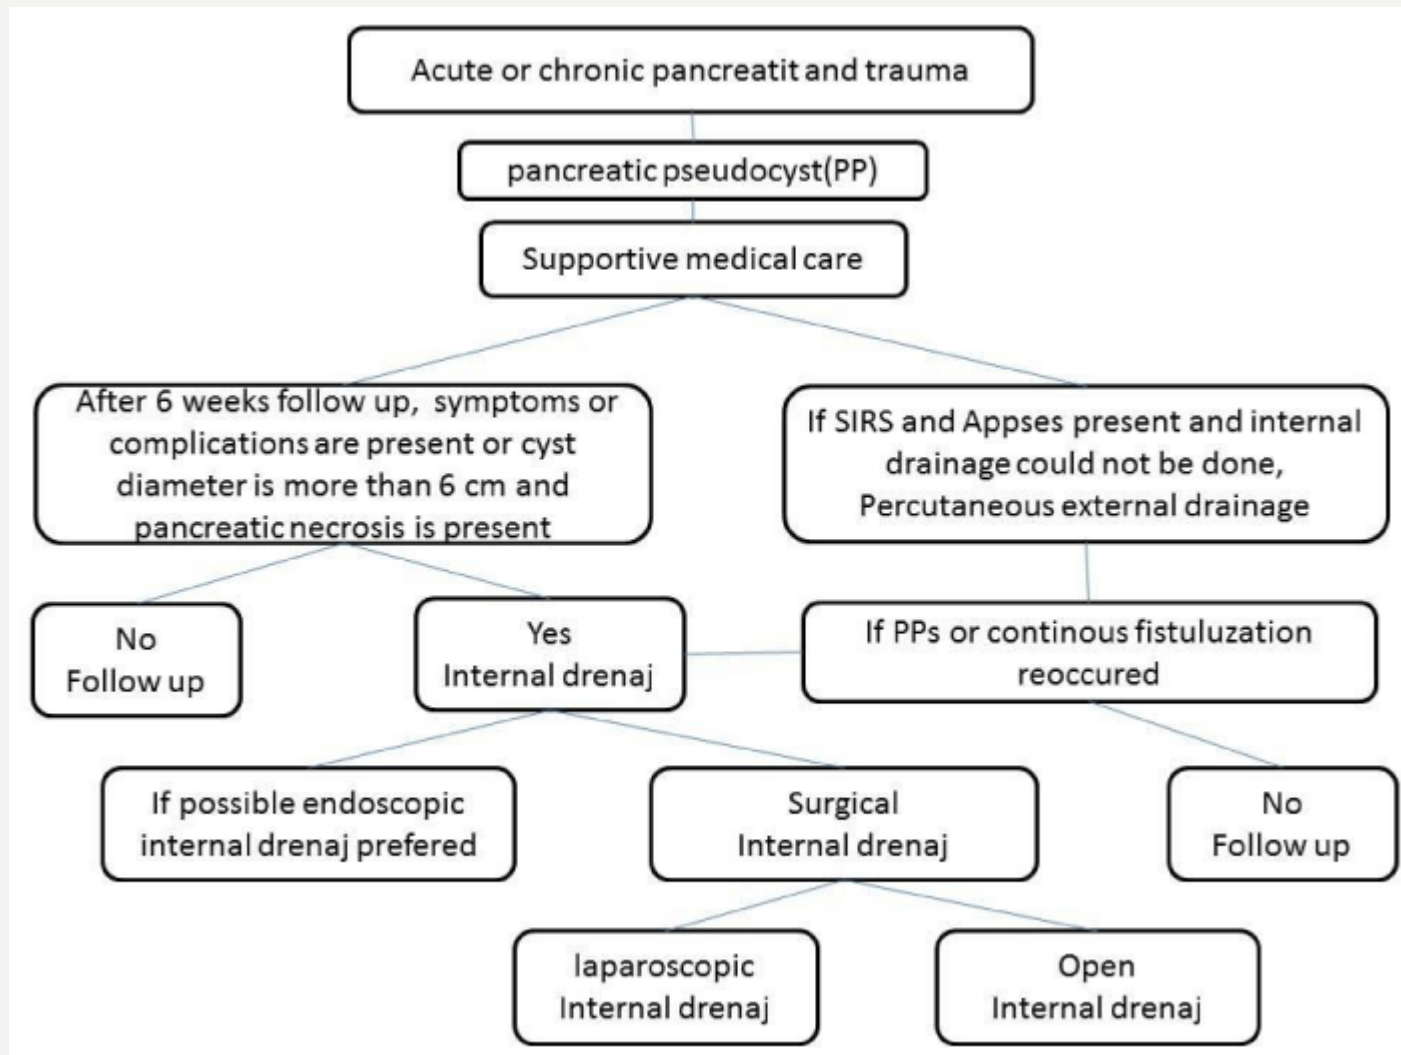 Acute or chronic pancreatit and trauma
pancreatic pseudocyst(PP)
Supportive medical care
After 6 weeks follow up, symptoms or
complications are present or cyst
diameter is more than 6 cm and
pancreatic necrosis is present
If SIRS and Appses present and internal
drainage could not be done,
Percutaneous external drainage
No
Follow up
Yes
Internal drenaj
If PPs or continous fistuluzation
reoccured
If possible endoscopic
internal drenaj prefered
Surgical
Internal drenaj
No
Follow up
laparoscopic
Internal drenaj
Open
Internal drenaj